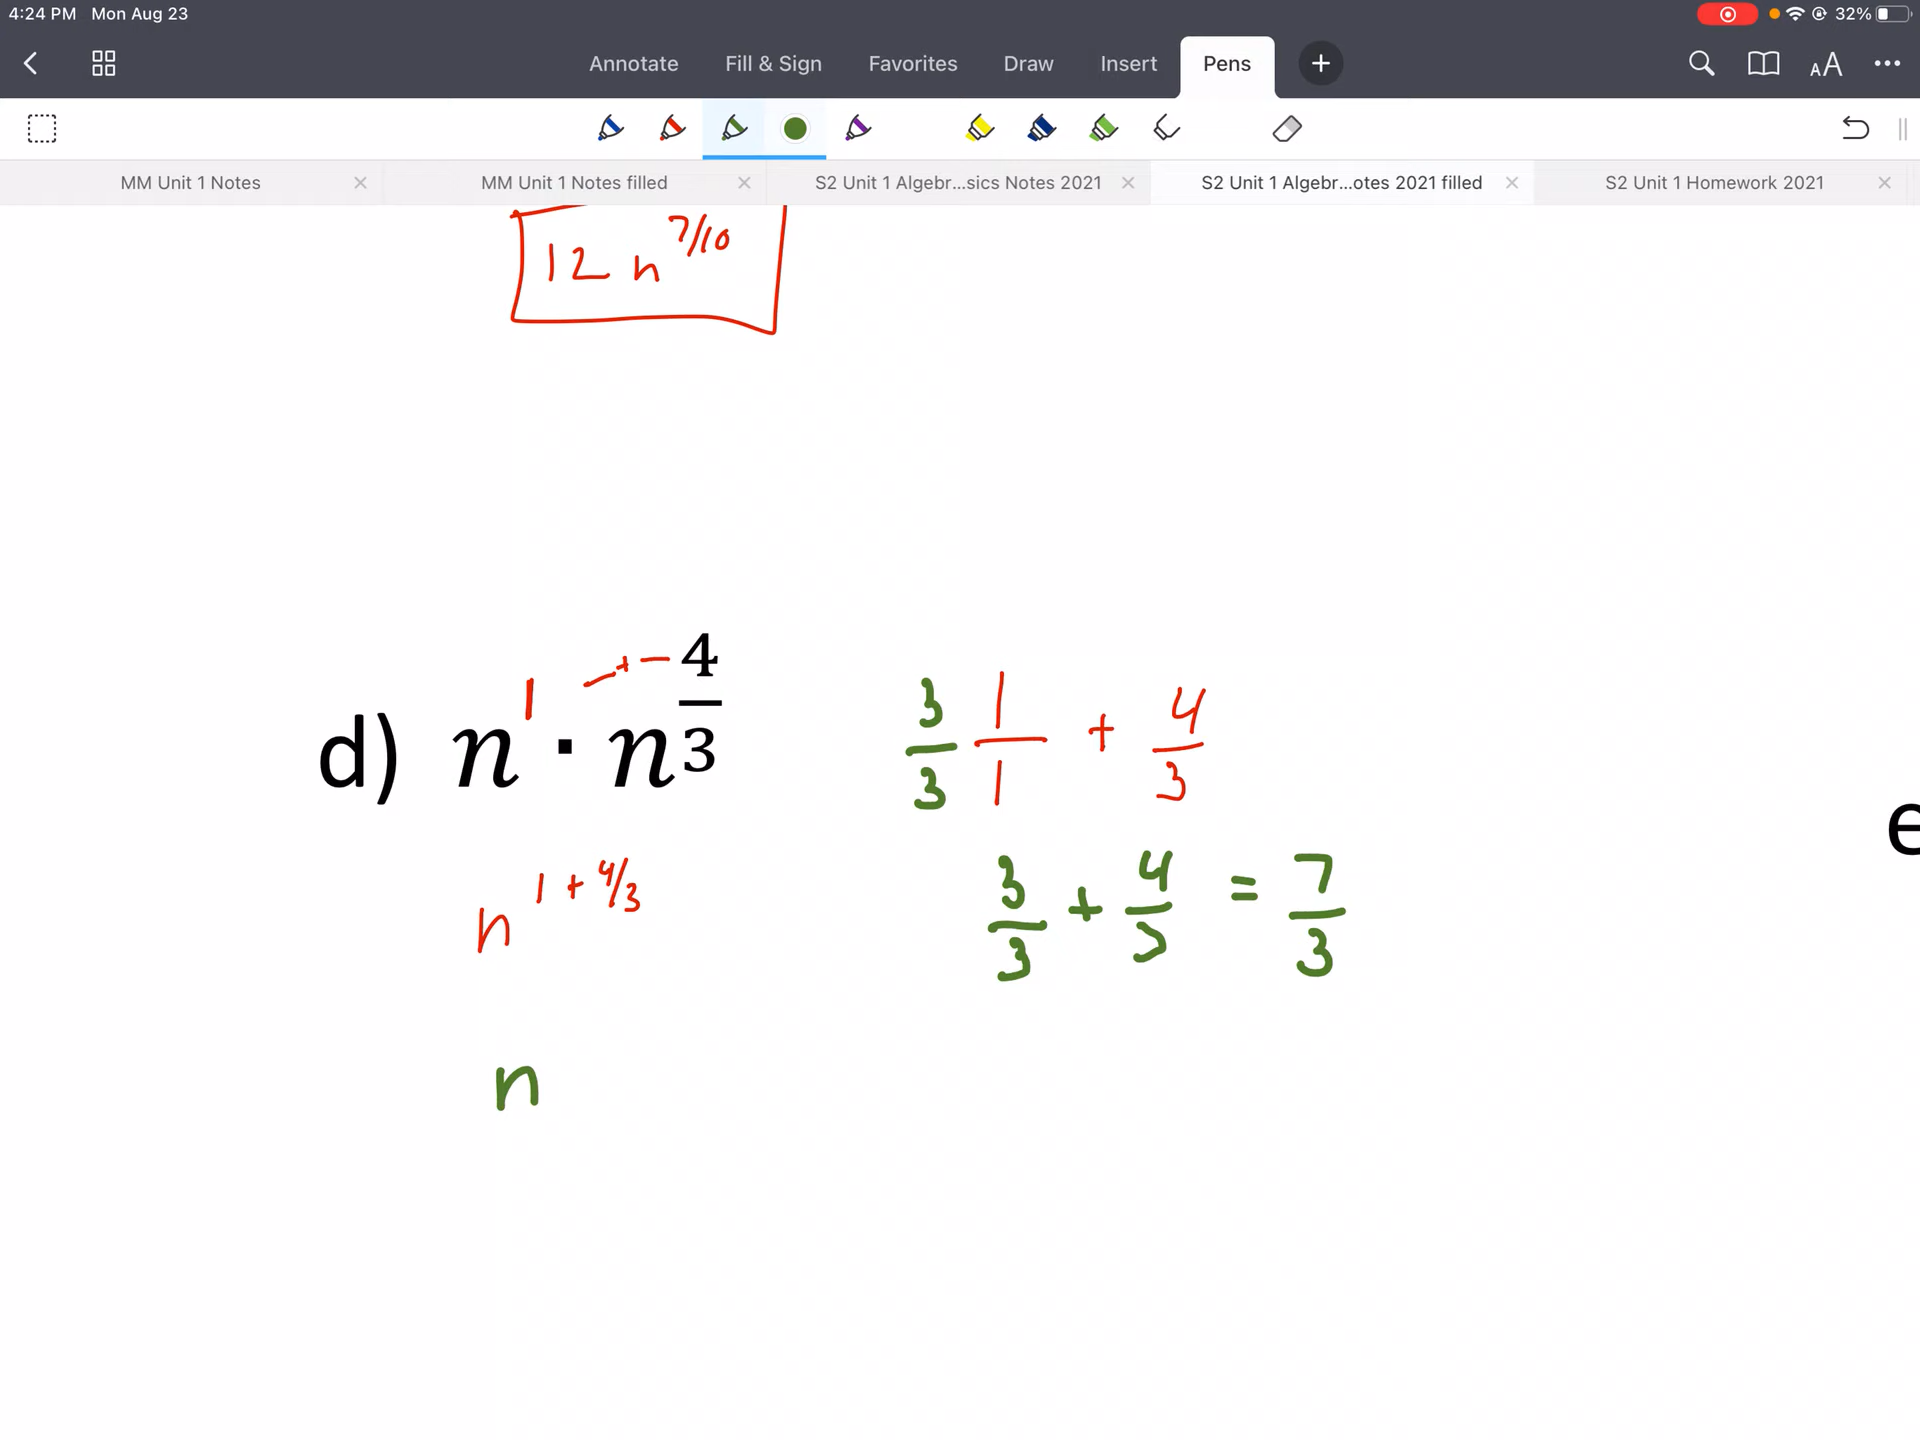 4:24 PM Mon Aug 23 32%
Annotate Fill & Sign Favorites Draw Insert Pens
AA
MM Unit 1 Notes MM Unit 1 Notes filled S2 Unit 1 Algebr...sics Notes 2021 S2 Unit 1 Algebr...otes 2021 filled S2 Unit 1 Homework 2021
12 n^{7/10}
d) n^1 · n^{4/3}
3/3 1/1 + 4/3
n^{1 + 4/3}
3/3 + 4/3 = 7/3
n
e